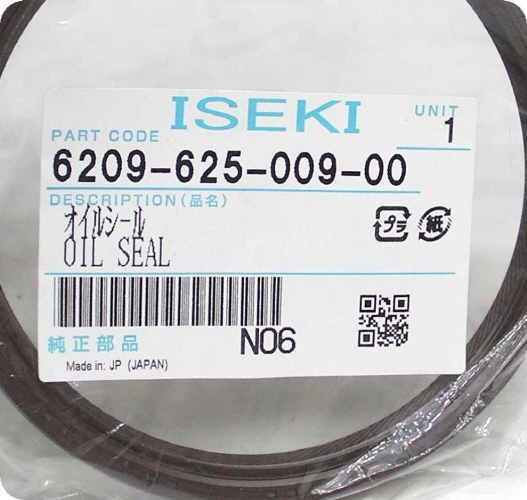 ISEKI
UNIT
1
PART CODE
6209-625-009-00
DESCRIPTION(品名)
オイルシール
OIL SEAL
プラ
紙
純正部品
N06
Made in: JP (JAPAN)